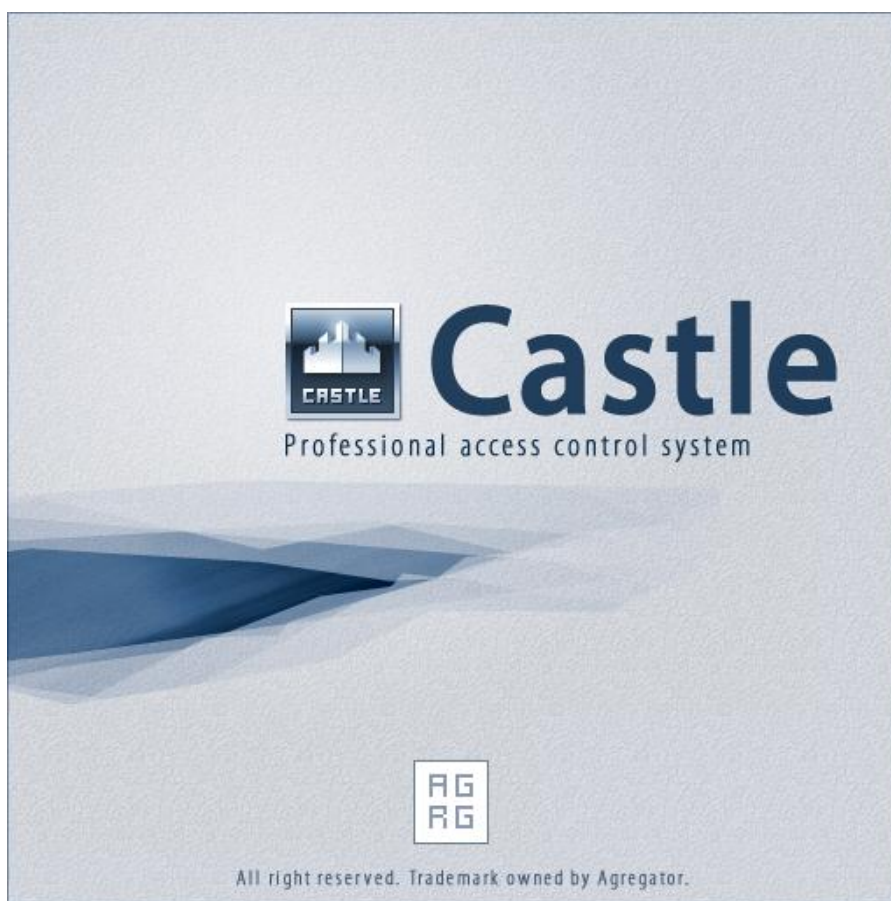 Castle
CASTLE
Professional access control system
AG
RG
All right reserved. Trademark owned by Agregator.